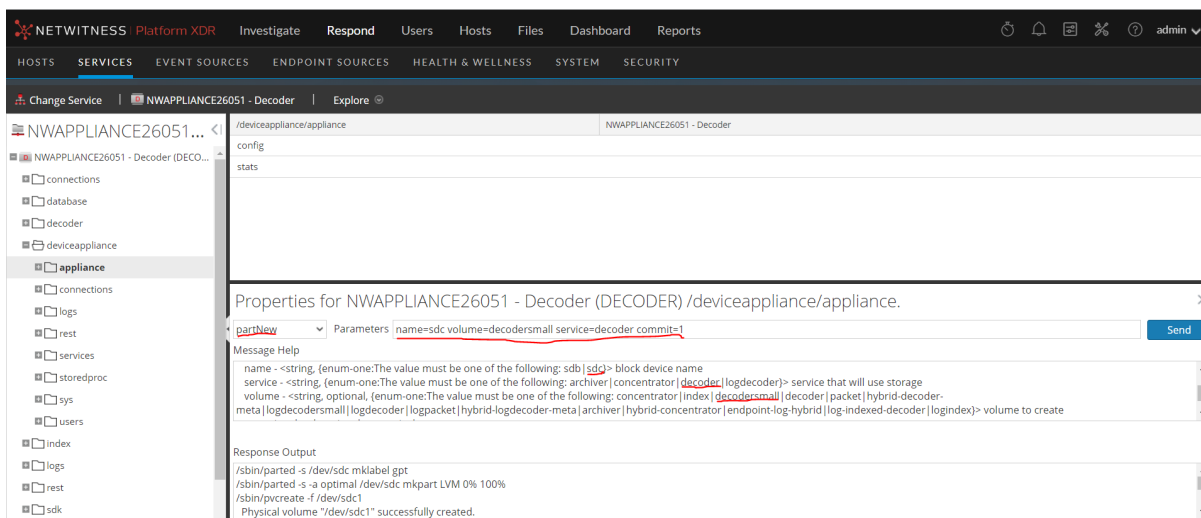 NETWITNESS Platform XDR Investigate Respond Users Hosts Files Dashboard Reports admin
HOSTS SERVICES EVENT SOURCES ENDPOINT SOURCES HEALTH & WELLNESS SYSTEM SECURITY
Change Service | NWAPPLIANCE26051 - Decoder | Explore
NWAPPLIANCE26051...
NWAPPLIANCE26051 - Decoder (DECO...
connections
database
decoder
deviceappliance
appliance
connections
logs
rest
services
storedproc
sys
users
index
logs
rest
sdk
/deviceappliance/appliance NWAPPLIANCE26051 - Decoder
config
stats
Properties for NWAPPLIANCE26051 - Decoder (DECODER) /deviceappliance/appliance.
partNew Parameters name=sdc volume=decodersmall service=decoder commit=1 Send
Message Help
name - <string, {enum-one:The value must be one of the following: sdb|sdc}> block device name
service - <string, {enum-one:The value must be one of the following: archiver|concentrator|decoder|logdecoder}> service that will use storage
volume - <string, optional, {enum-one:The value must be one of the following: concentrator|index|decodersmall|decoder|packet|hybrid-decoder-
meta|logdecodersmall|logdecoder|logpacket|hybrid-logdecoder-meta|archiver|hybrid-concentrator|endpoint-log-hybrid|log-indexed-decoder|logindex}> volume to create
Response Output
/sbin/parted -s /dev/sdc mklabel gpt
/sbin/parted -s -a optimal /dev/sdc mkpart LVM 0% 100%
/sbin/pvcreate -f /dev/sdc1
Physical volume "/dev/sdc1" successfully created.